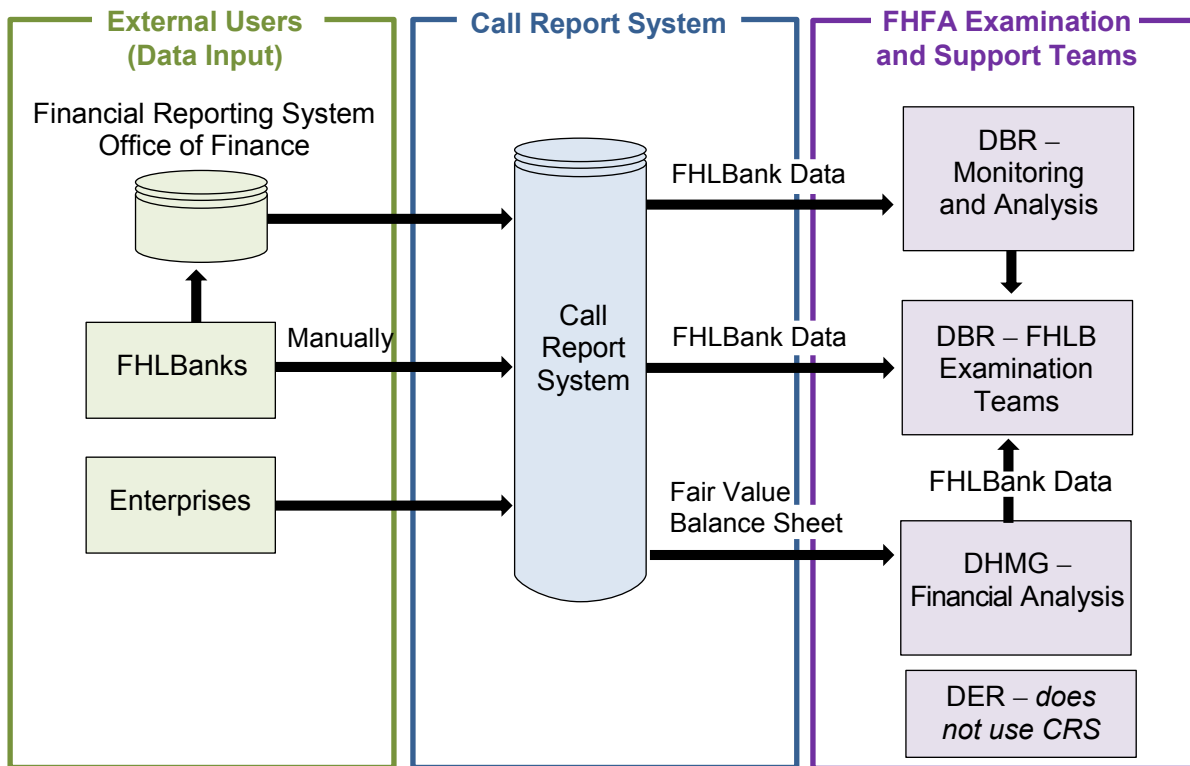 External Users
(Data Input)
Financial Reporting System
Office of Finance
FHLBanks
Manually
Enterprises
Call Report System
Call
Report
System
FHLBank Data
FHLBank Data
Fair Value
Balance Sheet
FHFA Examination
and Support Teams
DBR –
Monitoring
and Analysis
DBR – FHLB
Examination
Teams
FHLBank Data
DHMG –
Financial Analysis
DER – does
not use CRS